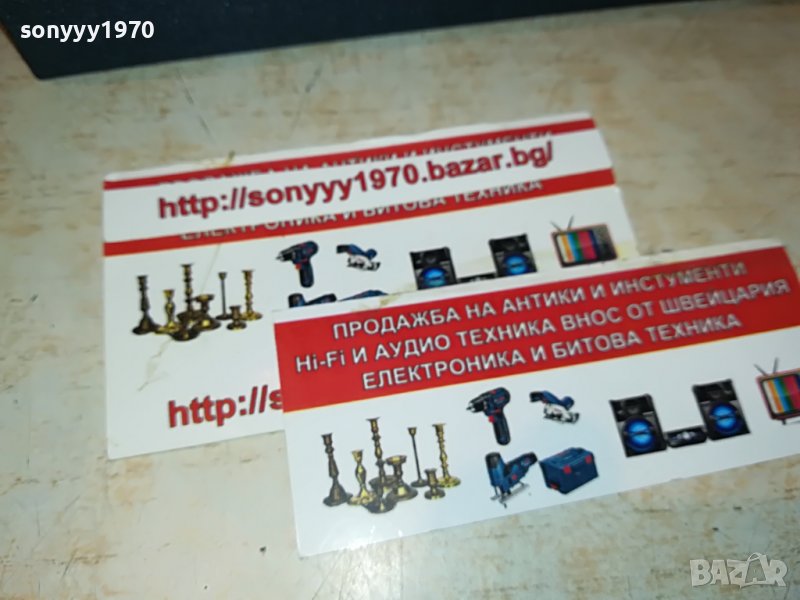 sonyyy1970
http://sonyyy1970.bazar.bg/
ЕЛЕКТРОНИКА И БИТОВА ТЕХНИКА
http://s
ПРОДАЖБА НА АНТИКИ И ИНСТУМЕНТИ
Hi-Fi И АУДИО ТЕХНИКА ВНОС ОТ ШВЕЙЦАРИЯ
ЕЛЕКТРОНИКА И БИТОВА ТЕХНИКА
BAZAR